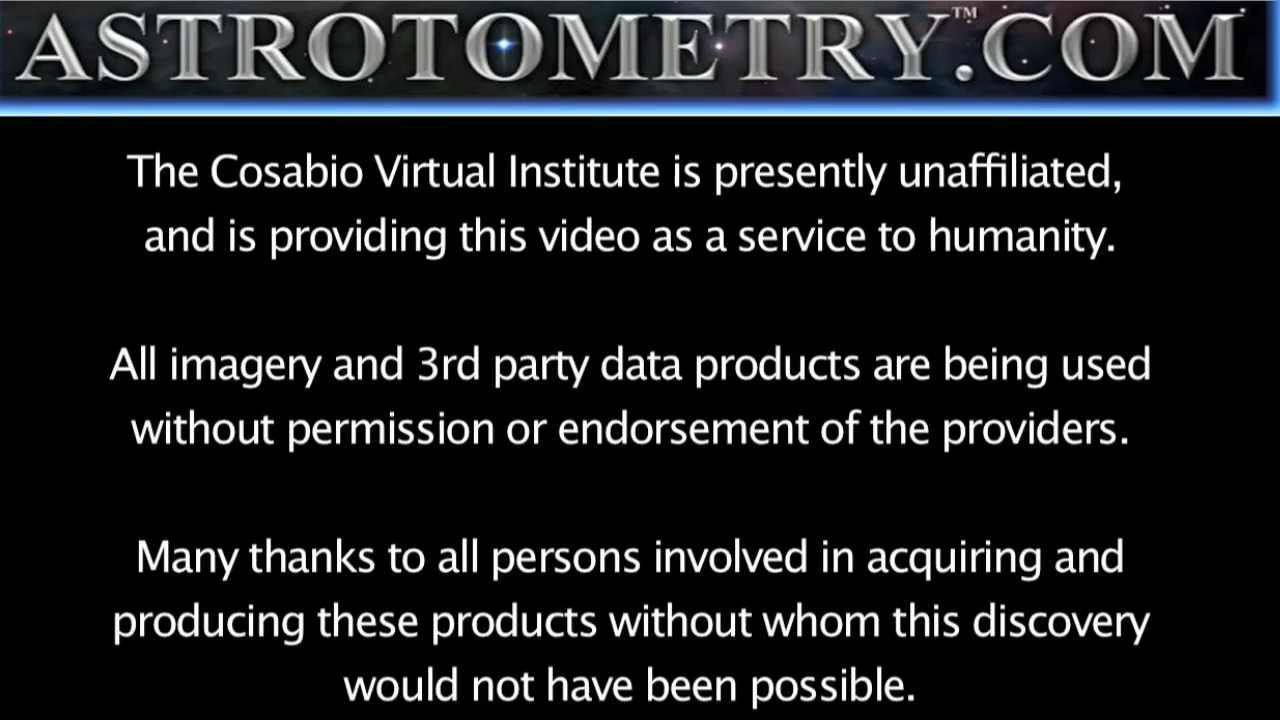 ASTROTOMETRY.COM™
The Cosabio Virtual Institute is presently unaffiliated,
and is providing this video as a service to humanity.
All imagery and 3rd party data products are being used
without permission or endorsement of the providers.
Many thanks to all persons involved in acquiring and
producing these products without whom this discovery
would not have been possible.